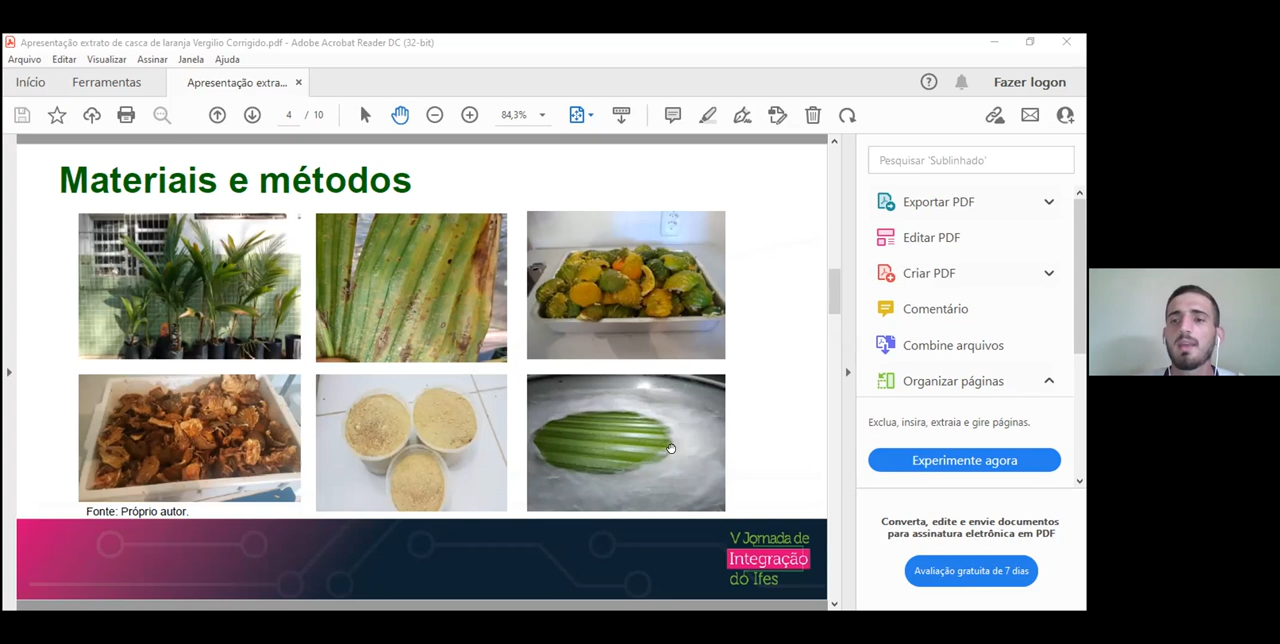 Apresentação extrato de casca de laranja Vergilio Corrigido.pdf - Adobe Acrobat Reader DC (32-bit)
Arquivo Editar Visualizar Assinar Janela Ajuda
Início Ferramentas Apresentação extra... × Fazer logon
4 / 10 84,3%
Materiais e métodos
Fonte: Próprio autor.
V Jornada de
Integração
do Ifes
Pesquisar 'Sublinhado'
Exportar PDF
Editar PDF
Criar PDF
Comentário
Combine arquivos
Organizar páginas
Exclua, insira, extraia e gire páginas.
Experimente agora
Converta, edite e envie documentos
para assinatura eletrônica em PDF
Avaliação gratuita de 7 dias